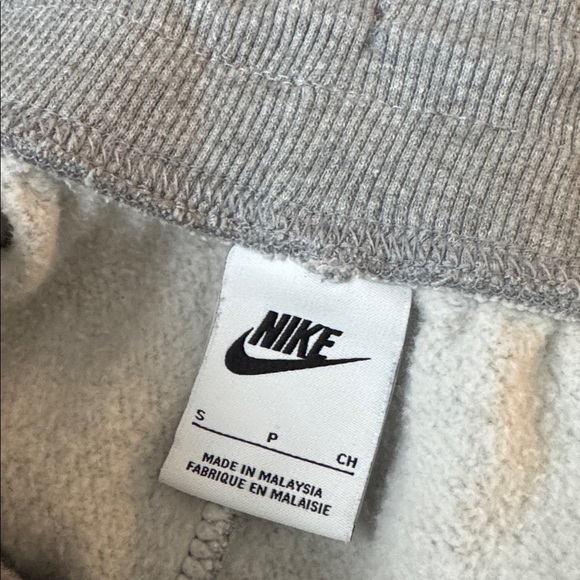 NIKE
S P CH
MADE IN MALAYSIA
FABRIQUE EN MALAISIE